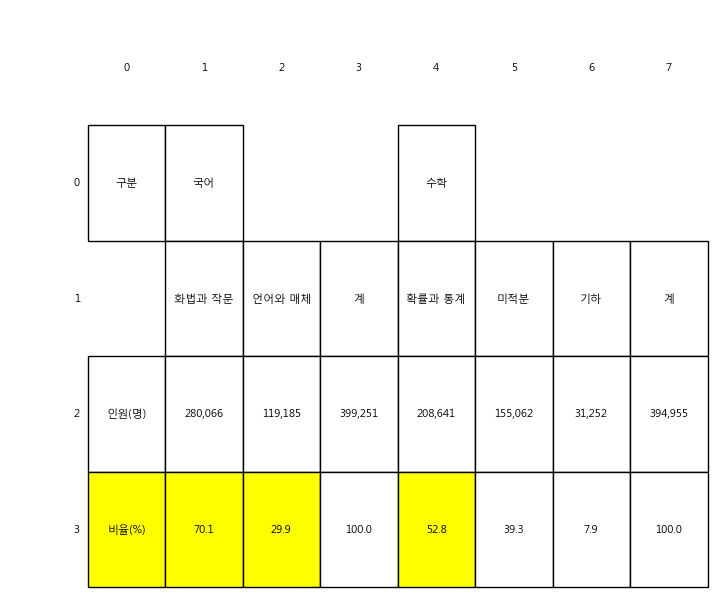 0 1 2 3 4 5 6 7
0 구분 국어 수학
1 화법과 작문 언어와 매체 계 확률과 통계 미적분 기하 계
2 인원(명) 280,066 119,185 399,251 208,641 155,062 31,252 394,955
3 비율(%) 70.1 29.9 100.0 52.8 39.3 7.9 100.0